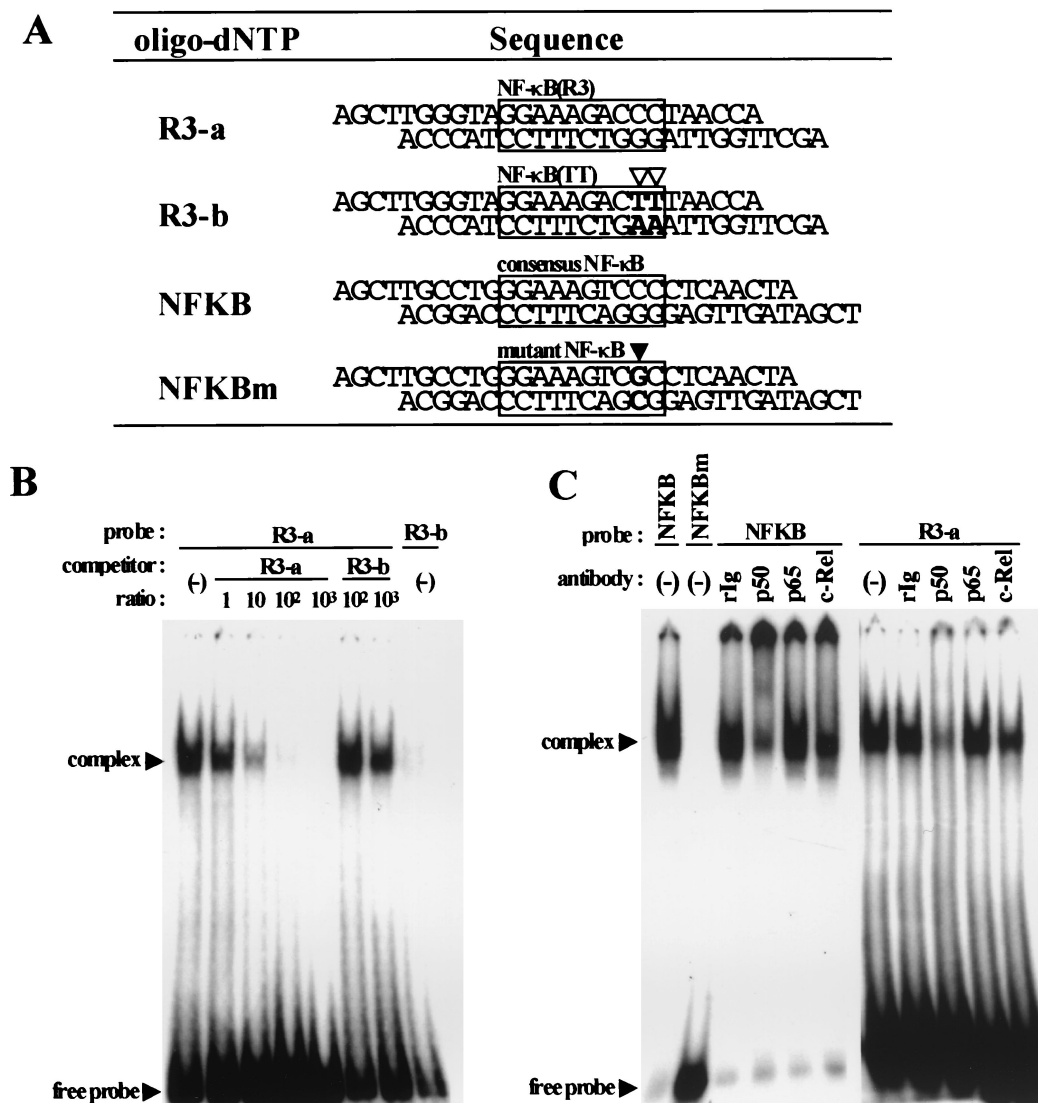 A
oligo-dNTP Sequence
NF-κB(R3)
R3-a AGCTTGGGTAGGAAAGACCCTAACCA
ACCCATCCTTTCTGGGATTGGTTCGA
NF-κB(TT)
R3-b AGCTTGGGTAGGAAAGACTTTAACCA
ACCCATCCTTTCTGAAATTGGTTCGA
consensus NF-κB
NFKB AGCTTGCCTGGGAAAGTCCCCTCAACTA
ACGGACCCTTTCAGGGGAGTTGATAGCT
mutant NF-κB
NFKBm AGCTTGCCTGGGAAAGTCGCCTCAACTA
ACGGACCCTTTCAGCGGAGTTGATAGCT
B
probe : R3-a R3-b
competitor : (-) R3-a R3-b (-)
ratio : 1 10 10² 10³ 10² 10³
complex
free probe
C
probe : NFKB NFKBm NFKB R3-a
antibody : (-) (-) rIg p50 p65 c-Rel (-) rIg p50 p65 c-Rel
complex
free probe